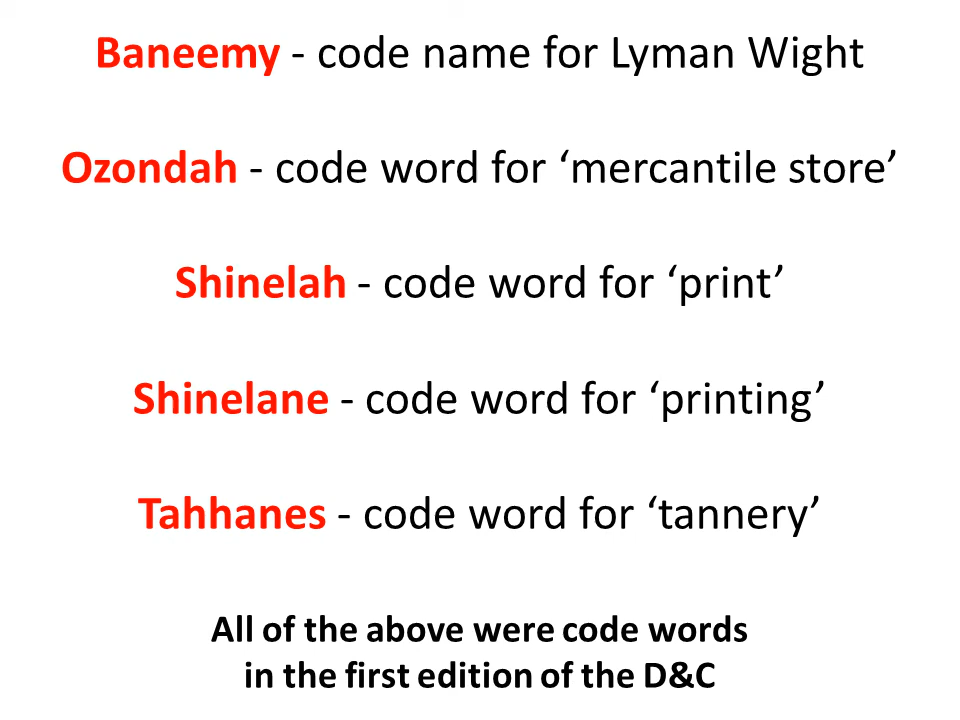 Baneemy - code name for Lyman Wight
Ozondah - code word for ‘mercantile store’
Shinelah - code word for ‘print’
Shinelane - code word for ‘printing’
Tahhanes - code word for ‘tannery’
All of the above were code words
in the first edition of the D&C